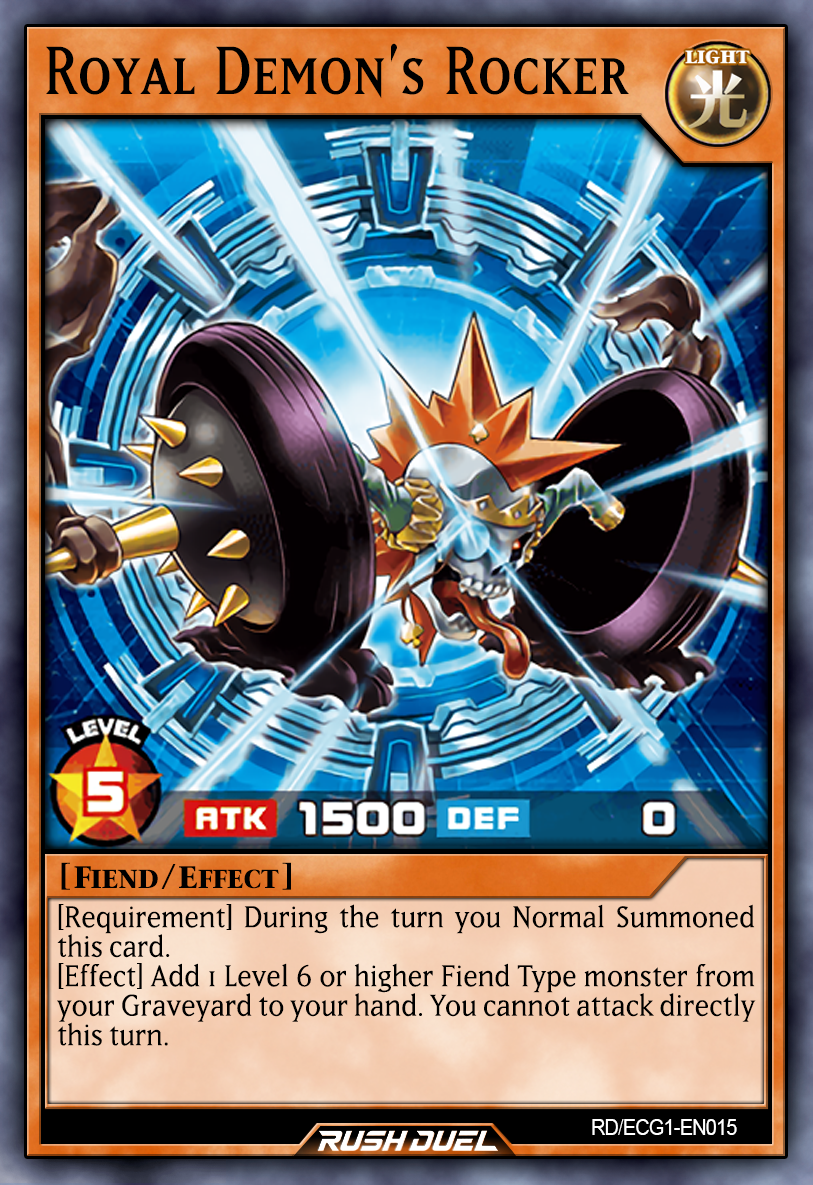 Royal Demon's Rocker
LIGHT
光
LEVEL
5
ATK 1500 DEF 0
[Fiend/Effect]
[Requirement] During the turn you Normal Summoned
this card.
[Effect] Add 1 Level 6 or higher Fiend Type monster from
your Graveyard to your hand. You cannot attack directly
this turn.
RD/ECG1-EN015
RUSH DUEL